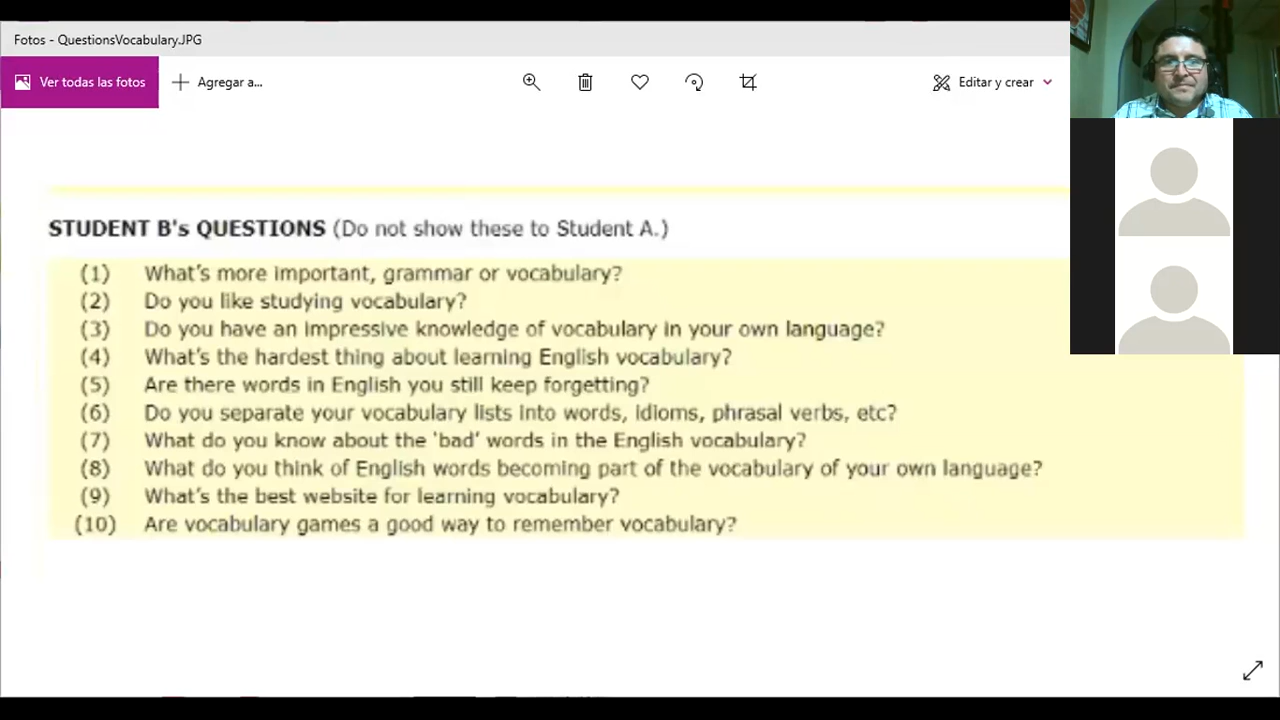 Fotos - QuestionsVocabulary.JPG
Ver todas las fotos
Agregar a...
Editar y crear
STUDENT B's QUESTIONS (Do not show these to Student A.)
(1) What's more important, grammar or vocabulary?
(2) Do you like studying vocabulary?
(3) Do you have an impressive knowledge of vocabulary in your own language?
(4) What's the hardest thing about learning English vocabulary?
(5) Are there words in English you still keep forgetting?
(6) Do you separate your vocabulary lists into words, idioms, phrasal verbs, etc?
(7) What do you know about the 'bad' words in the English vocabulary?
(8) What do you think of English words becoming part of the vocabulary of your own language?
(9) What's the best website for learning vocabulary?
(10) Are vocabulary games a good way to remember vocabulary?